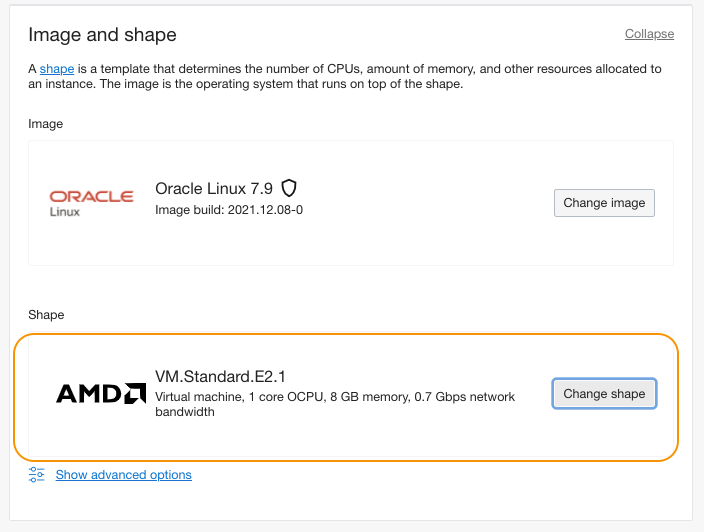 Image and shape
Collapse
A shape is a template that determines the number of CPUs, amount of memory, and other resources allocated to
an instance. The image is the operating system that runs on top of the shape.
Image
ORACLE
Linux
Oracle Linux 7.9
Image build: 2021.12.08-0
Change image
Shape
AMD
VM.Standard.E2.1
Virtual machine, 1 core OCPU, 8 GB memory, 0.7 Gbps network
bandwidth
Change shape
Show advanced options